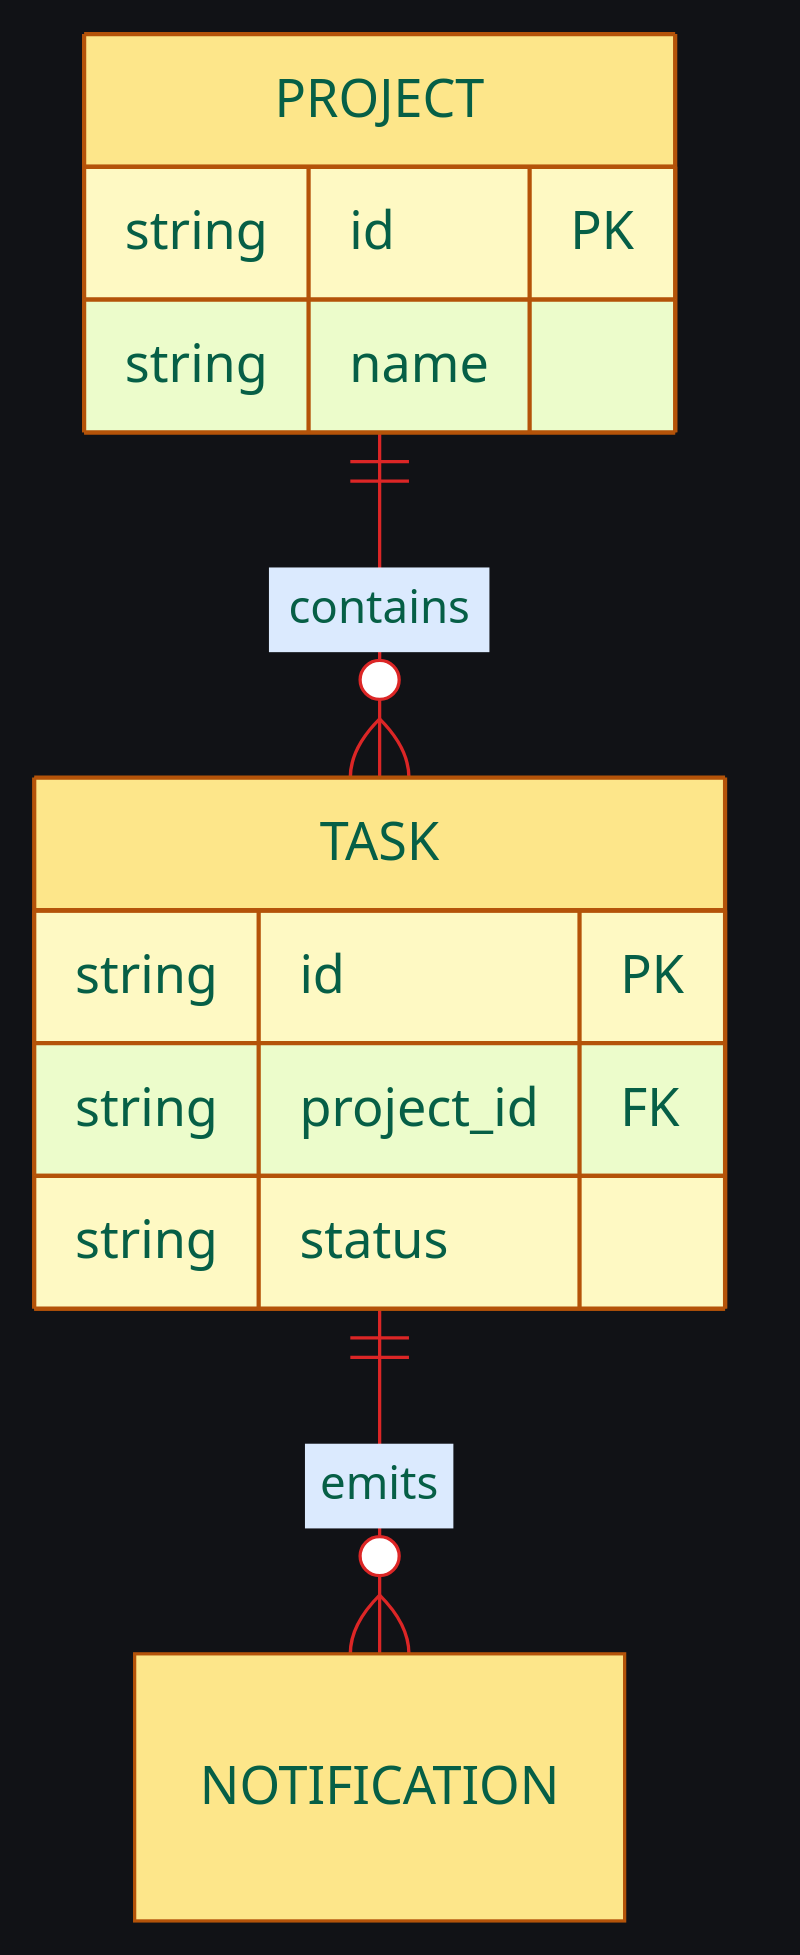 PROJECT
string id PK
string name
contains
TASK
string id PK
string project_id FK
string status
emits
NOTIFICATION